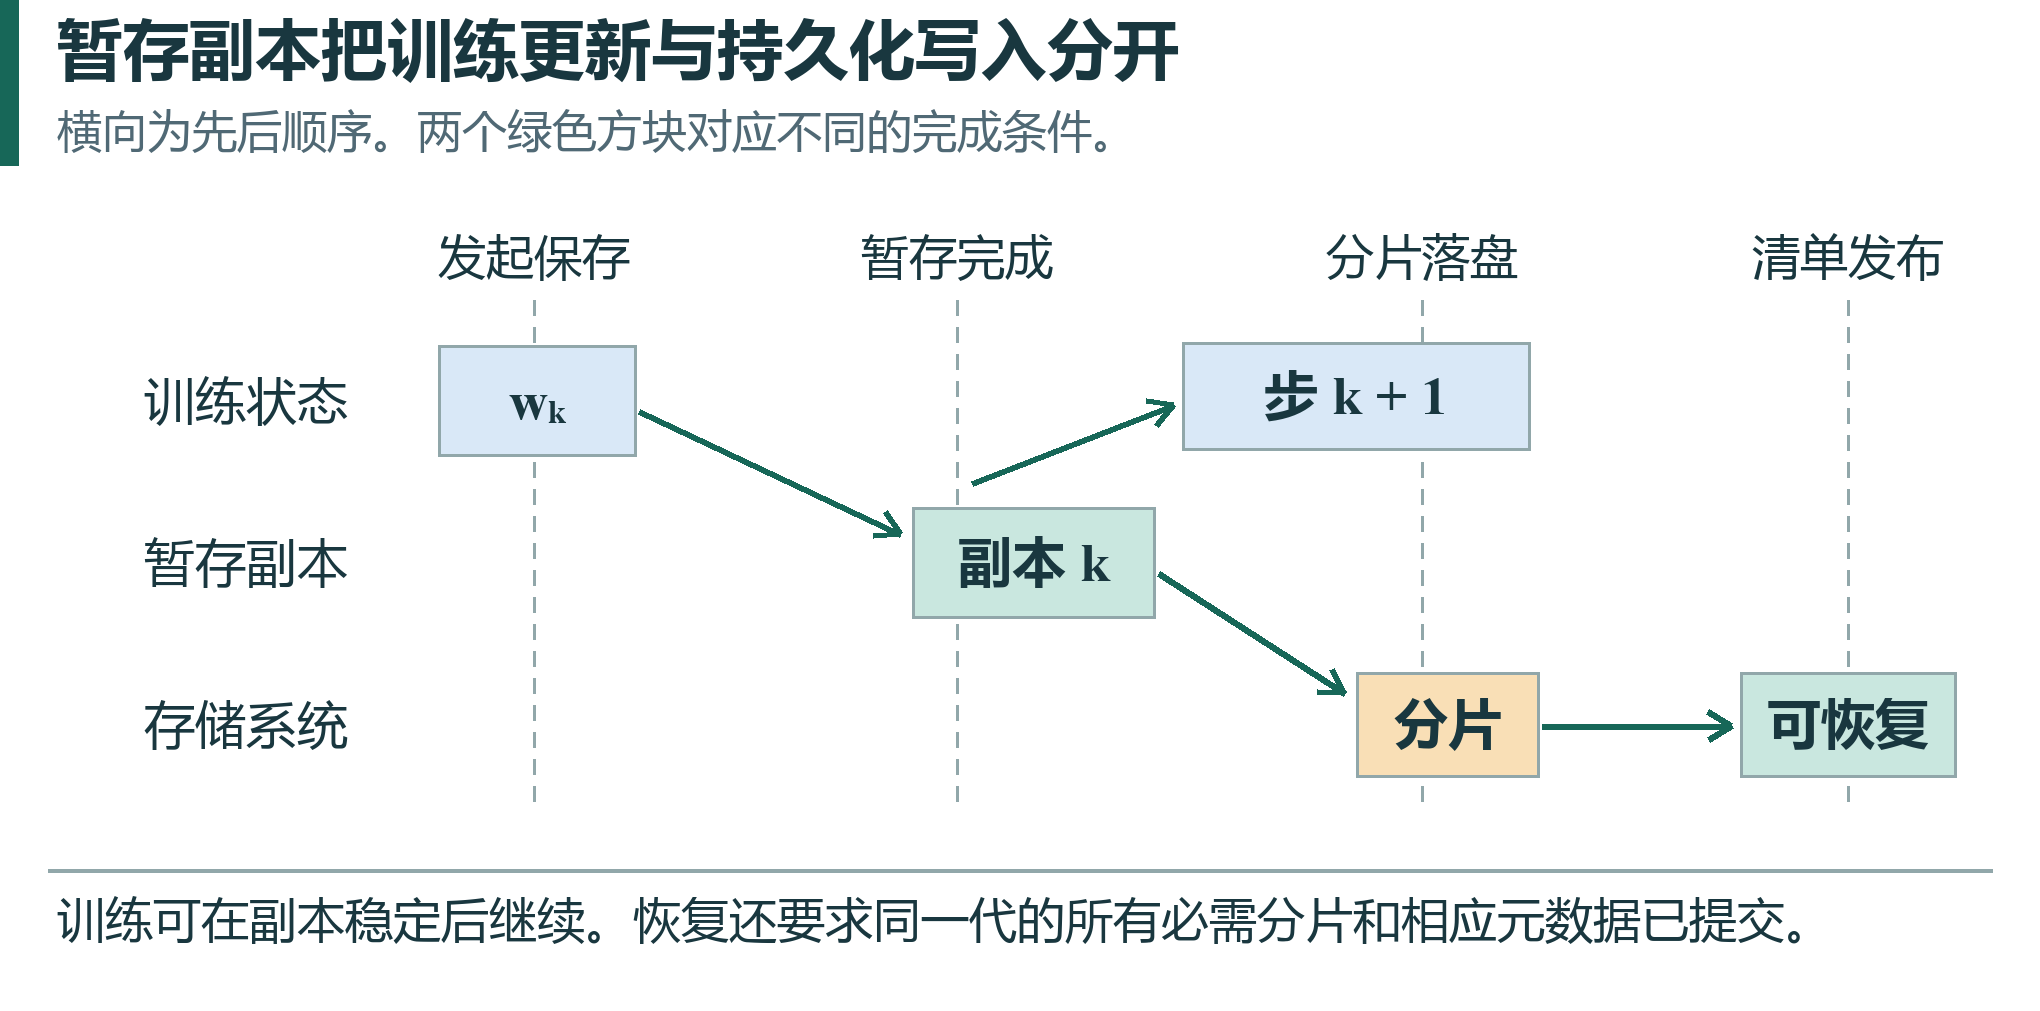 暂存副本把训练更新与持久化写入分开
横向为先后顺序。两个绿色方块对应不同的完成条件。
发起保存 暂存完成 分片落盘 清单发布
训练状态 wk 步 k + 1
暂存副本 副本 k
存储系统 分片 可恢复
训练可在副本稳定后继续。恢复还要求同一代的所有必需分片和相应元数据已提交。